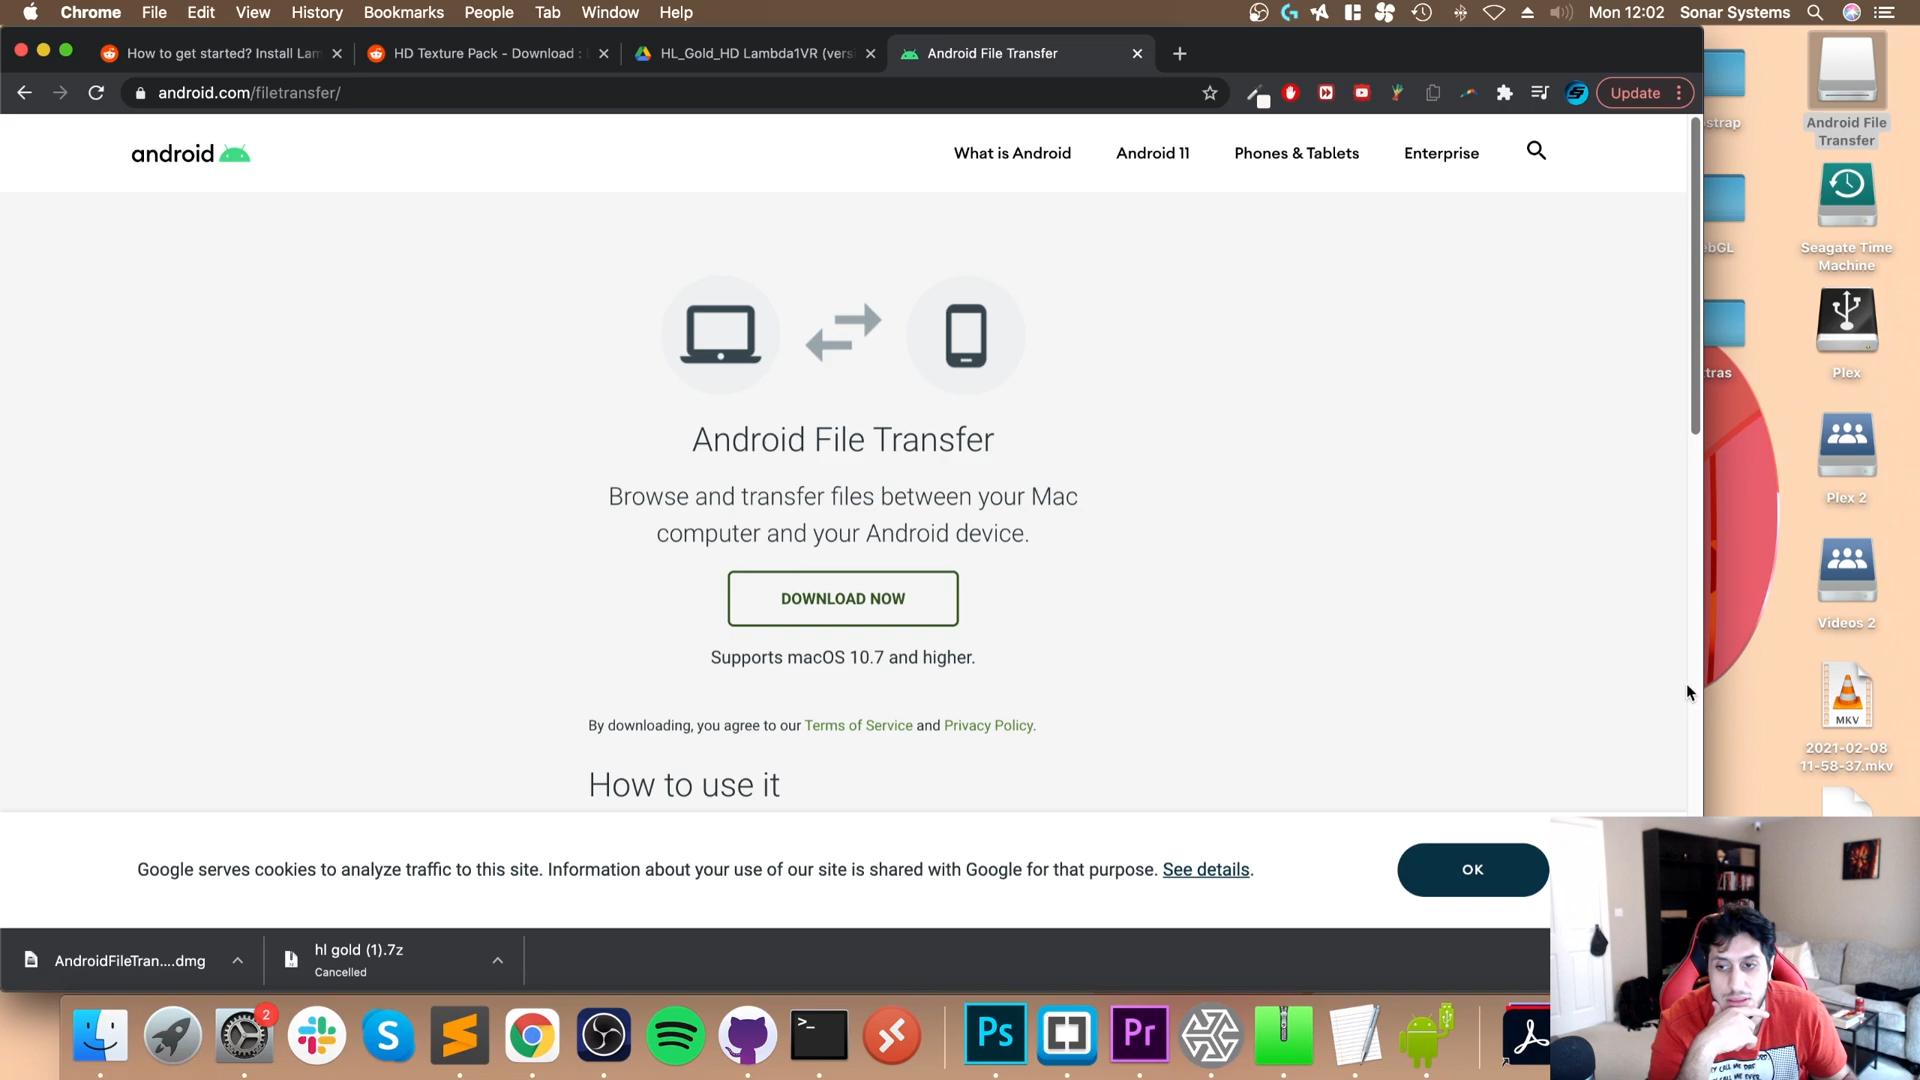 Chrome File Edit View History Bookmarks People Tab Window Help
Mon 12:02 Sonar Systems
How to get started? Install Lam
HD Texture Pack - Download :
HL_Gold_HD Lambda1VR (vers
Android File Transfer
android.com/filetransfer/
Update
android
What is Android
Android 11
Phones & Tablets
Enterprise
Android File Transfer
Browse and transfer files between your Mac
computer and your Android device.
DOWNLOAD NOW
Supports macOS 10.7 and higher.
By downloading, you agree to our Terms of Service and Privacy Policy.
How to use it
Google serves cookies to analyze traffic to this site. Information about your use of our site is shared with Google for that purpose. See details.
OK
AndroidFileTran....dmg
hl gold (1).7z
Cancelled
strap
Android File
Transfer
bGL
Seagate Time
Machine
tras
Plex
Plex 2
Videos 2
MKV
2021-02-08
11-58-37.mkv
2
Ps
Pr